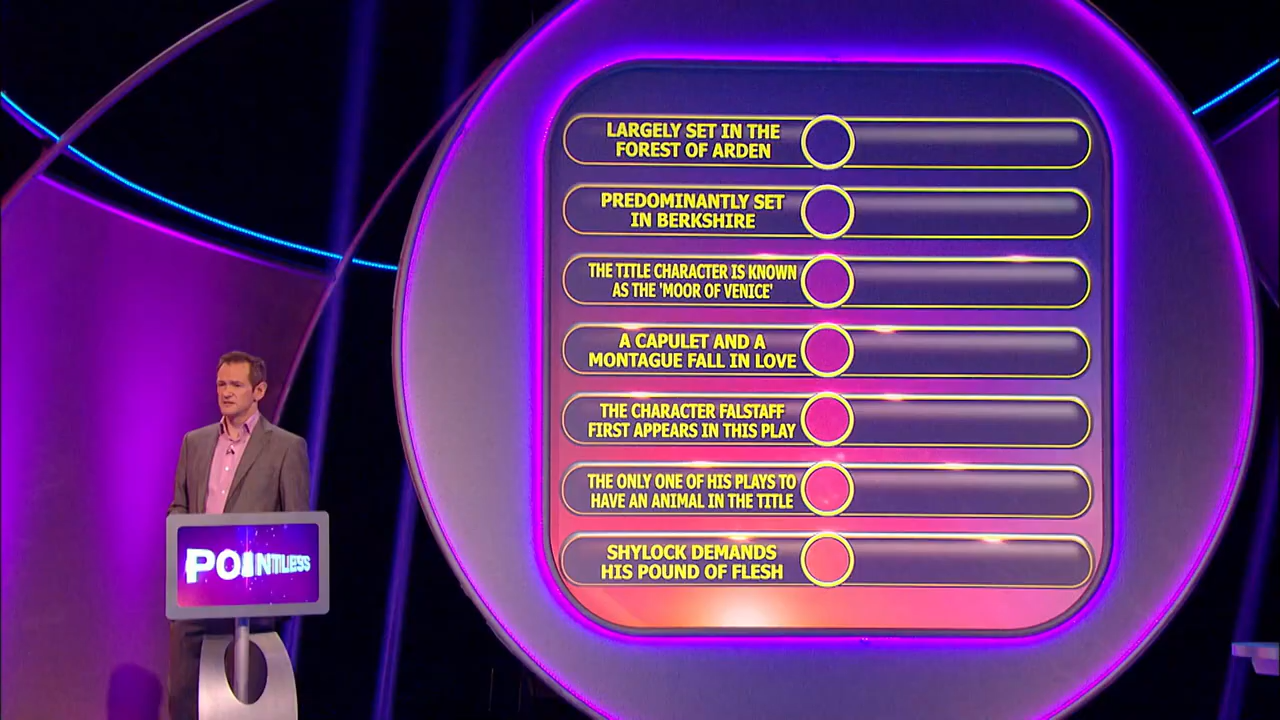 LARGELY SET IN THE
FOREST OF ARDEN
PREDOMINANTLY SET
IN BERKSHIRE
THE TITLE CHARACTER IS KNOWN
AS THE 'MOOR OF VENICE'
A CAPULET AND A
MONTAGUE FALL IN LOVE
THE CHARACTER FALSTAFF
FIRST APPEARS IN THIS PLAY
THE ONLY ONE OF HIS PLAYS TO
HAVE AN ANIMAL IN THE TITLE
SHYLOCK DEMANDS
HIS POUND OF FLESH
POINTLESS